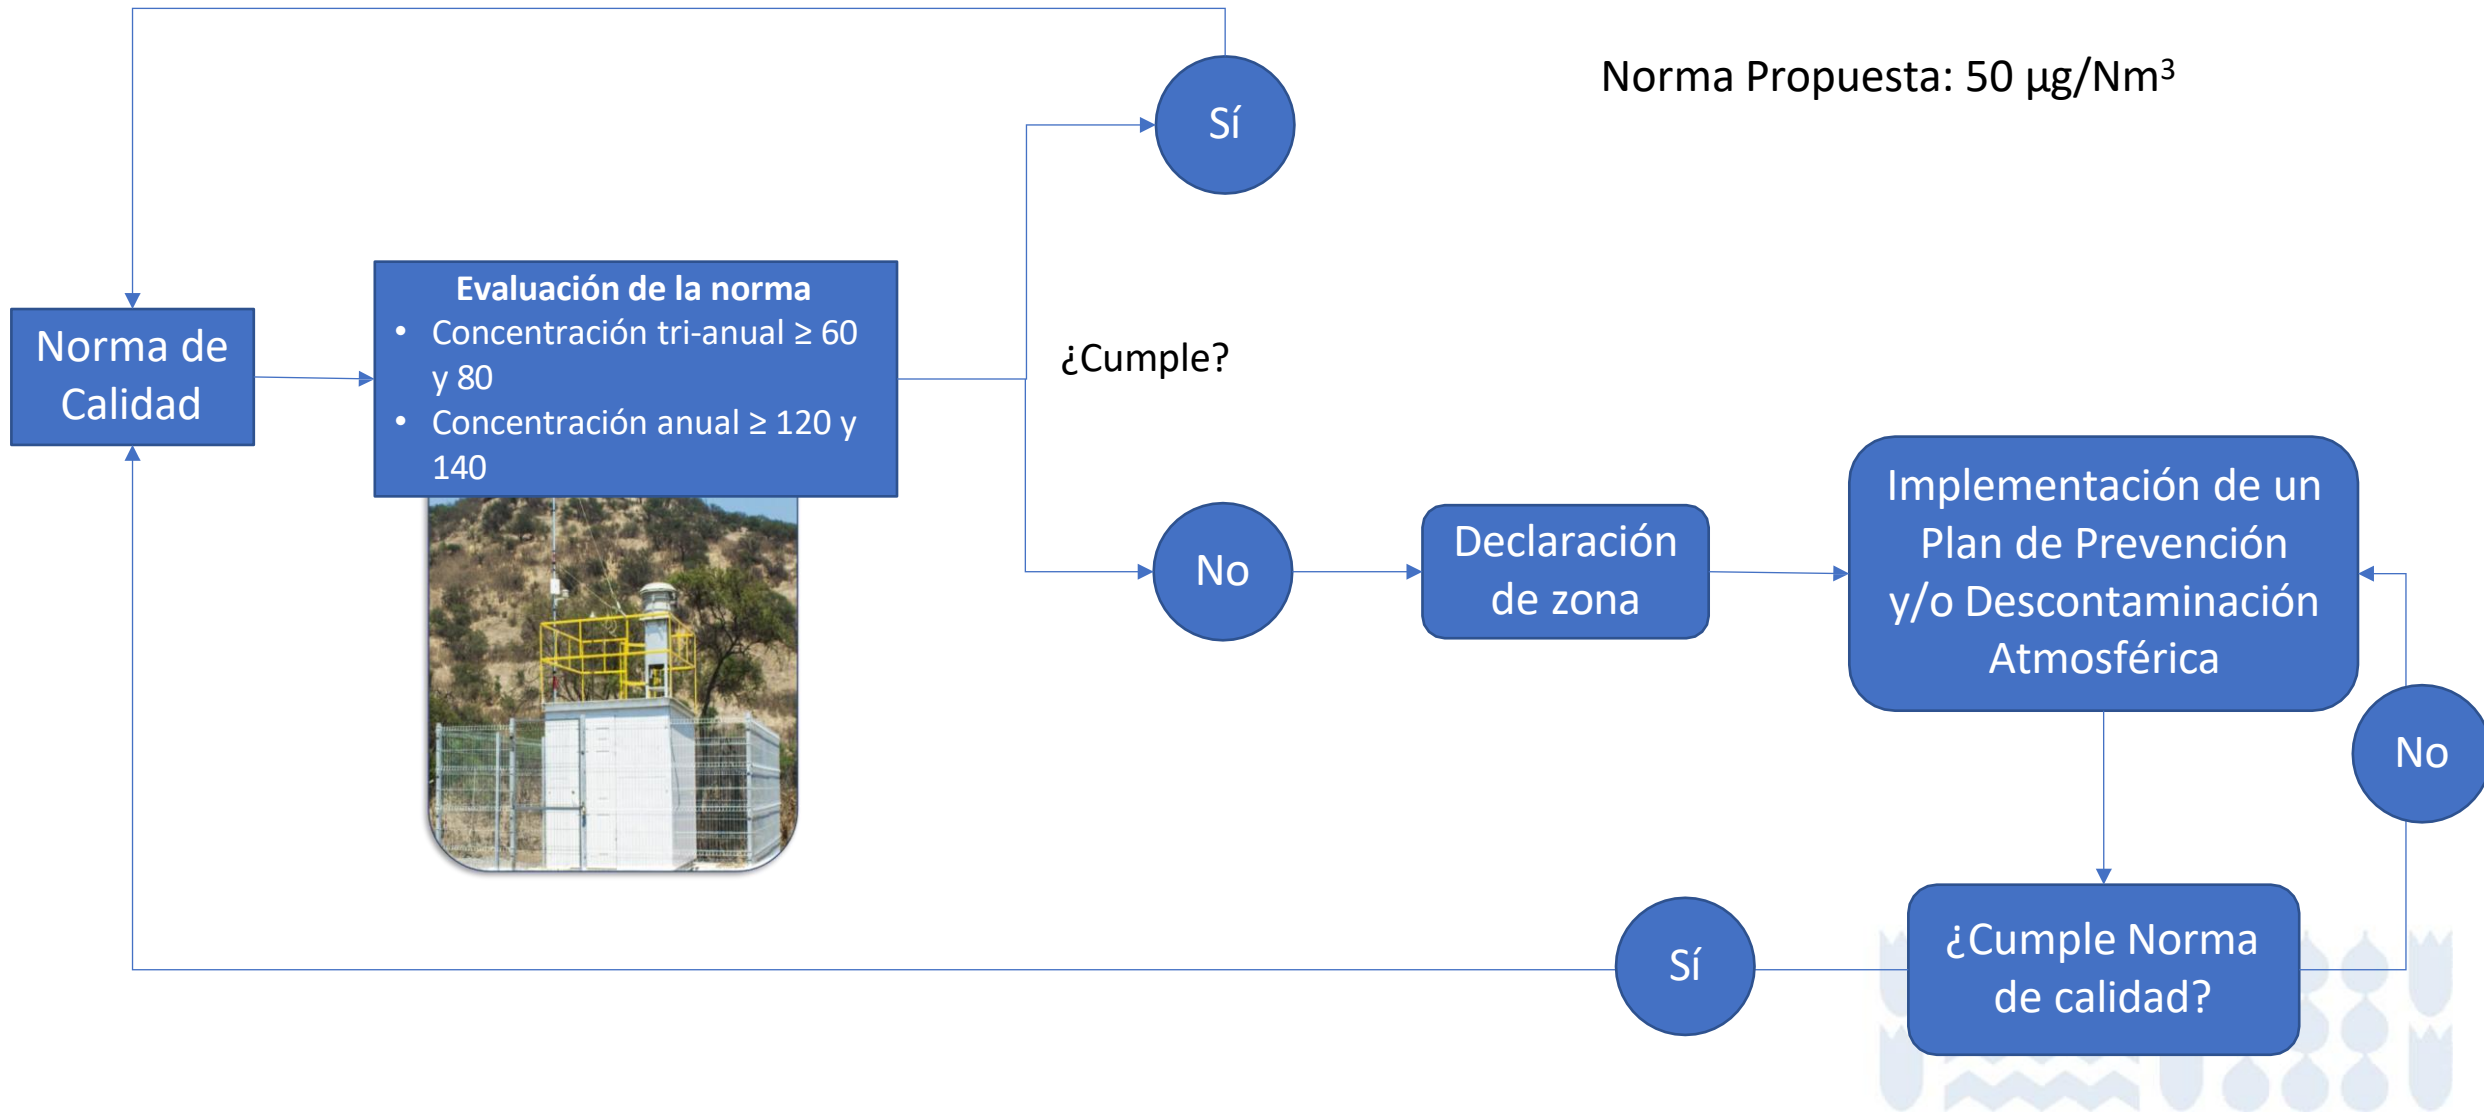 Sí
Norma Propuesta: 50 µg/Nm³
Evaluación de la norma
• Concentración tri-anual ≥ 60
y 80
• Concentración anual ≥ 120 y
140
Norma de
Calidad
¿Cumple?
No
Declaración
de zona
Implementación de un
Plan de Prevención
y/o Descontaminación
Atmosférica
No
Sí
¿Cumple Norma
de calidad?